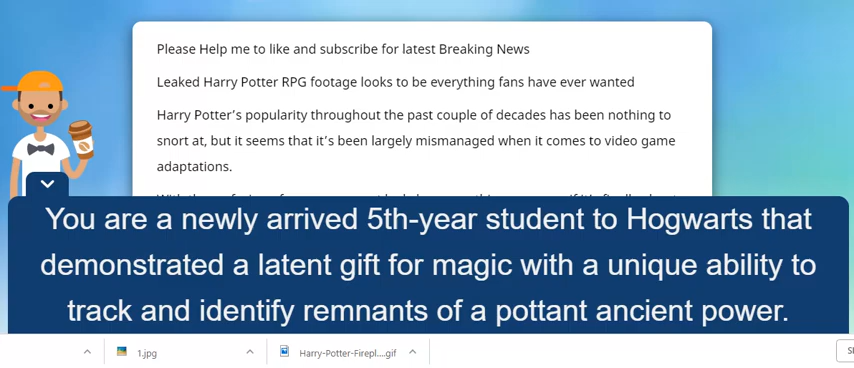 Please Help me to like and subscribe for latest Breaking News
Leaked Harry Potter RPG footage looks to be everything fans have ever wanted
Harry Potter's popularity throughout the past couple of decades has been nothing to
snort at, but it seems that it's been largely mismanaged when it comes to video game
adaptations.
You are a newly arrived 5th-year student to Hogwarts that
demonstrated a latent gift for magic with a unique ability to
track and identify remnants of a pottant ancient power.
1.jpg
Harry-Potter-Firepl....gif